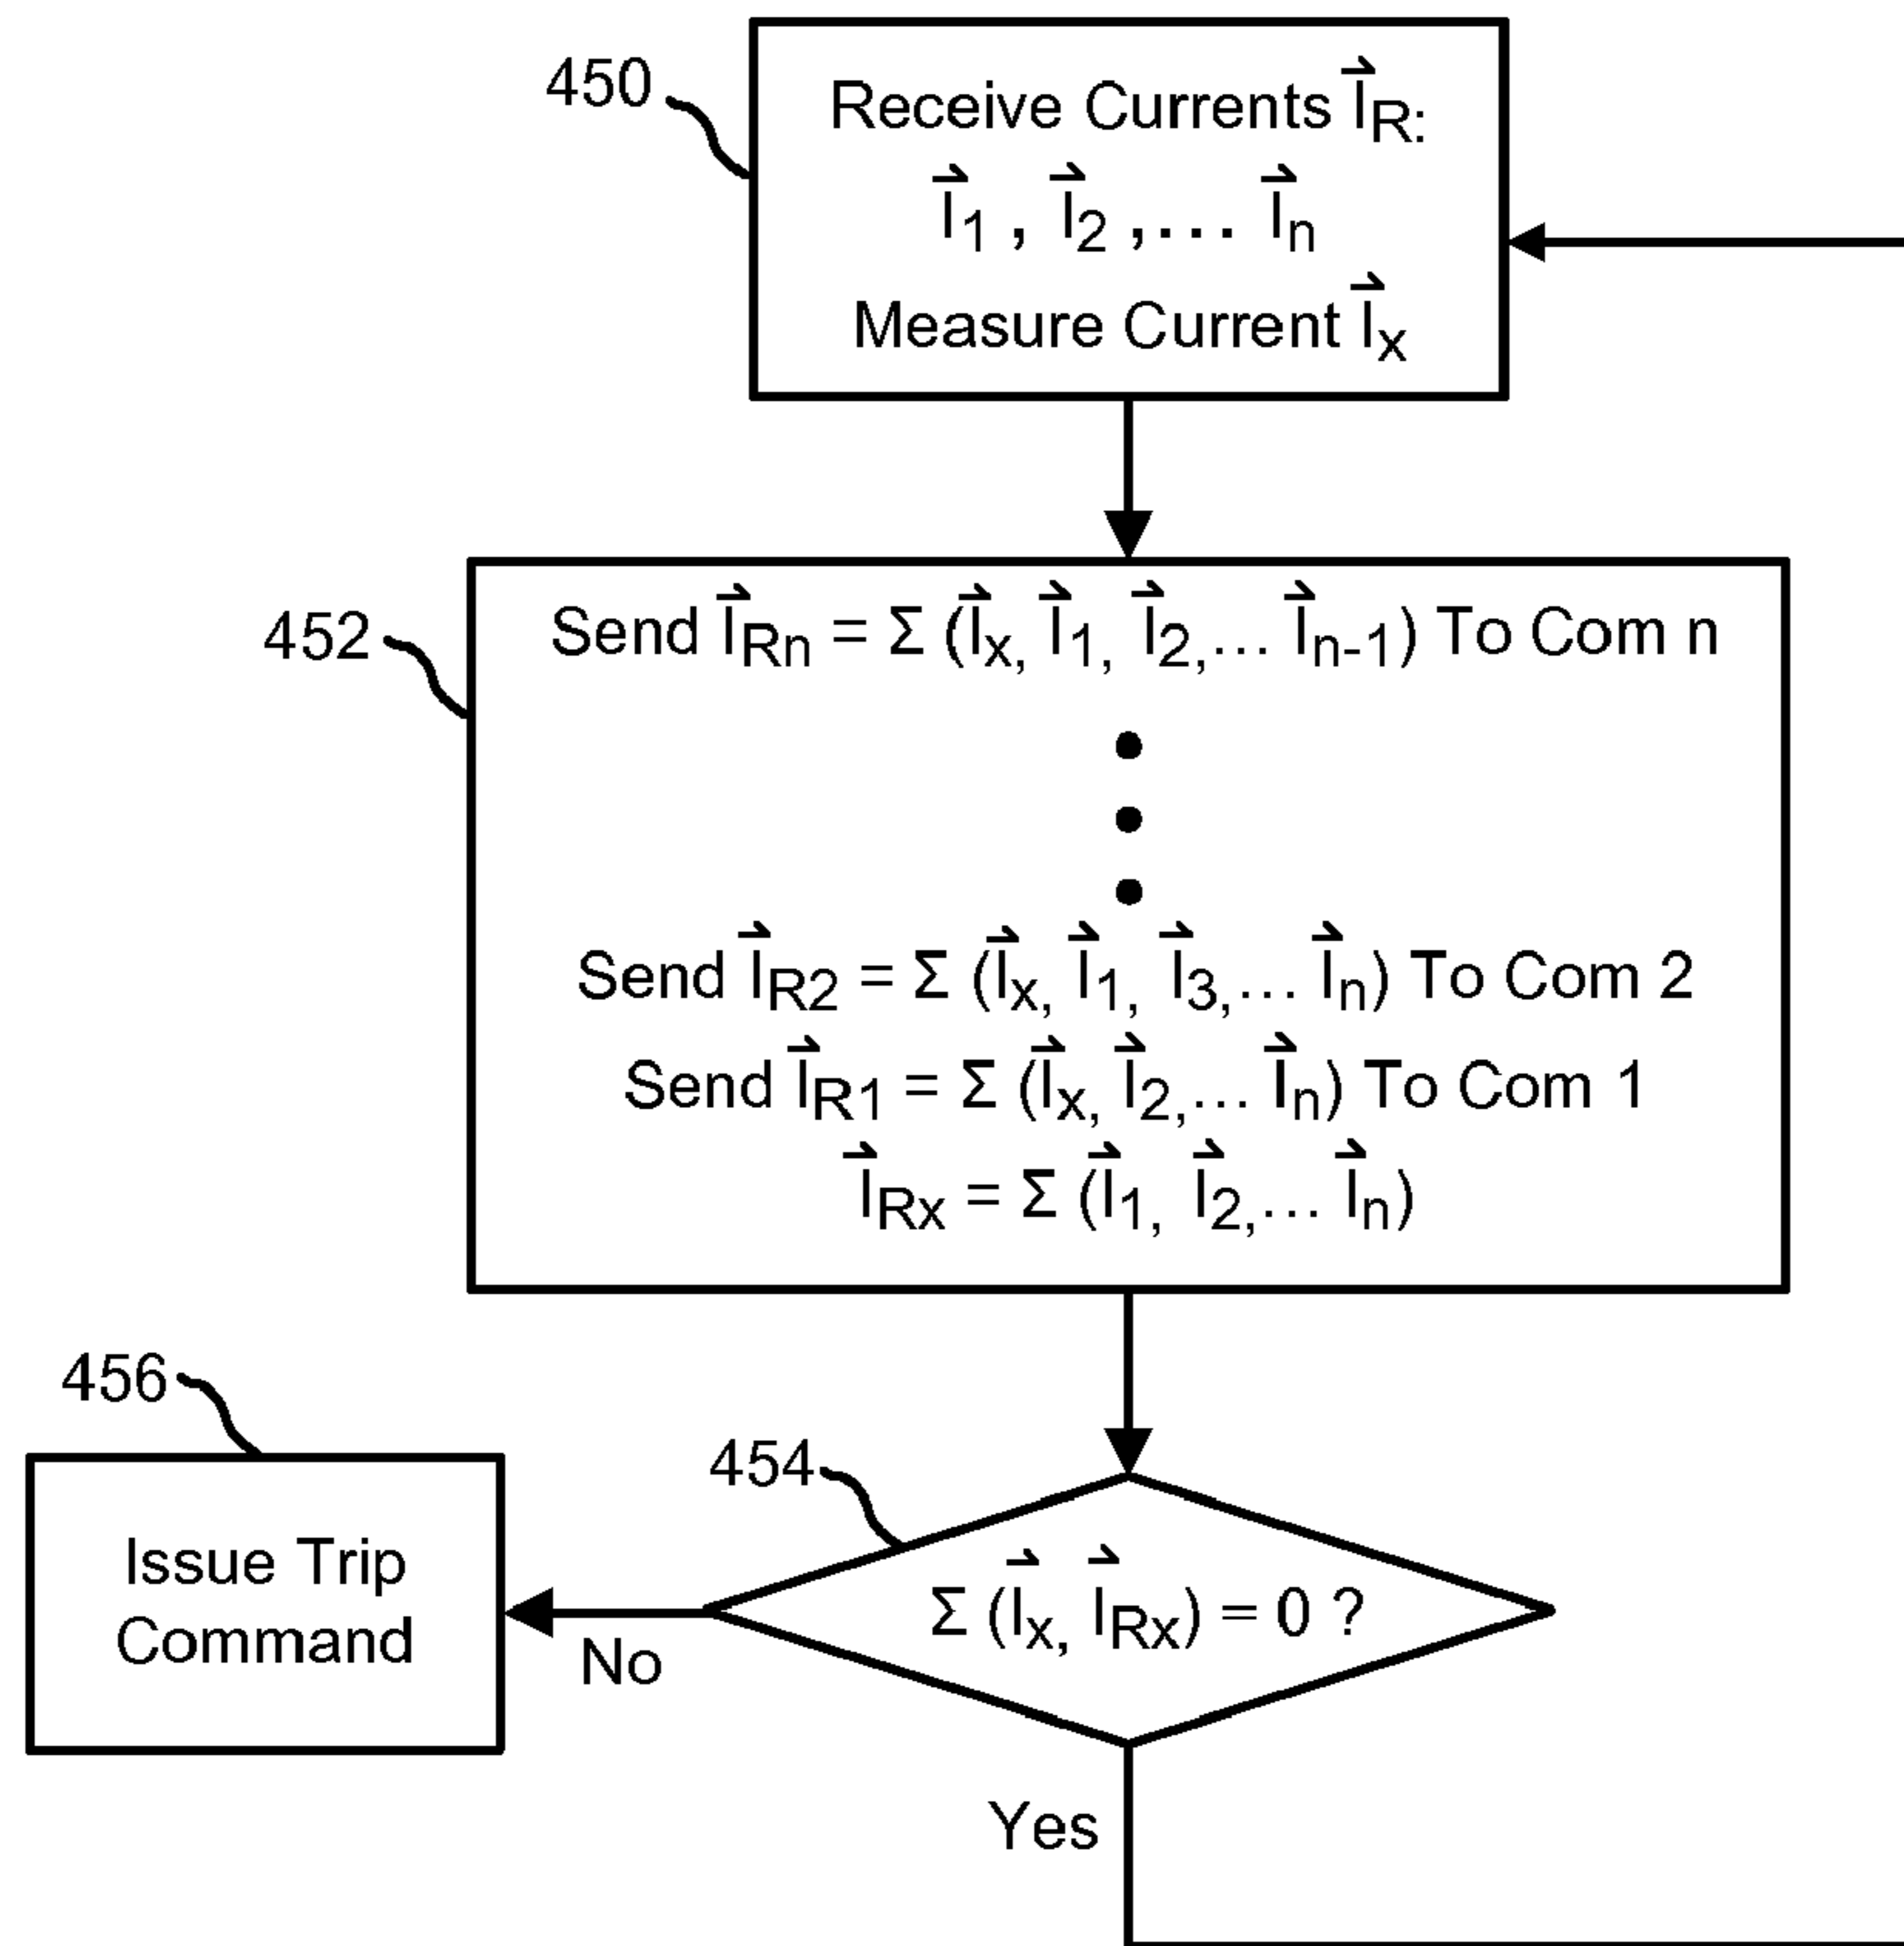 450
Receive Currents I⃗R:
I⃗1 , I⃗2 ,... I⃗n
Measure Current I⃗x
452
Send I⃗Rn = Σ (I⃗x, I⃗1, I⃗2,... I⃗n-1) To Com n
Send I⃗R2 = Σ (I⃗x, I⃗1, I⃗3,... I⃗n) To Com 2
Send I⃗R1 = Σ (I⃗x, I⃗2,... I⃗n) To Com 1
I⃗Rx = Σ (I⃗1, I⃗2,... I⃗n)
456
454
Issue Trip
Command
No
Σ (I⃗x, I⃗Rx) = 0 ?
Yes